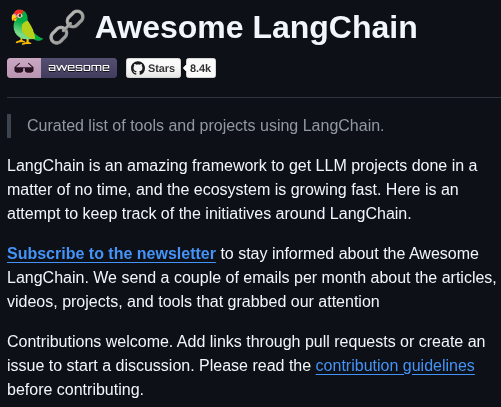 Awesome LangChain
awesome Stars 8.4k
Curated list of tools and projects using LangChain.
LangChain is an amazing framework to get LLM projects done in a
matter of no time, and the ecosystem is growing fast. Here is an
attempt to keep track of the initiatives around LangChain.
Subscribe to the newsletter to stay informed about the Awesome
LangChain. We send a couple of emails per month about the articles,
videos, projects, and tools that grabbed our attention
Contributions welcome. Add links through pull requests or create an
issue to start a discussion. Please read the contribution guidelines
before contributing.